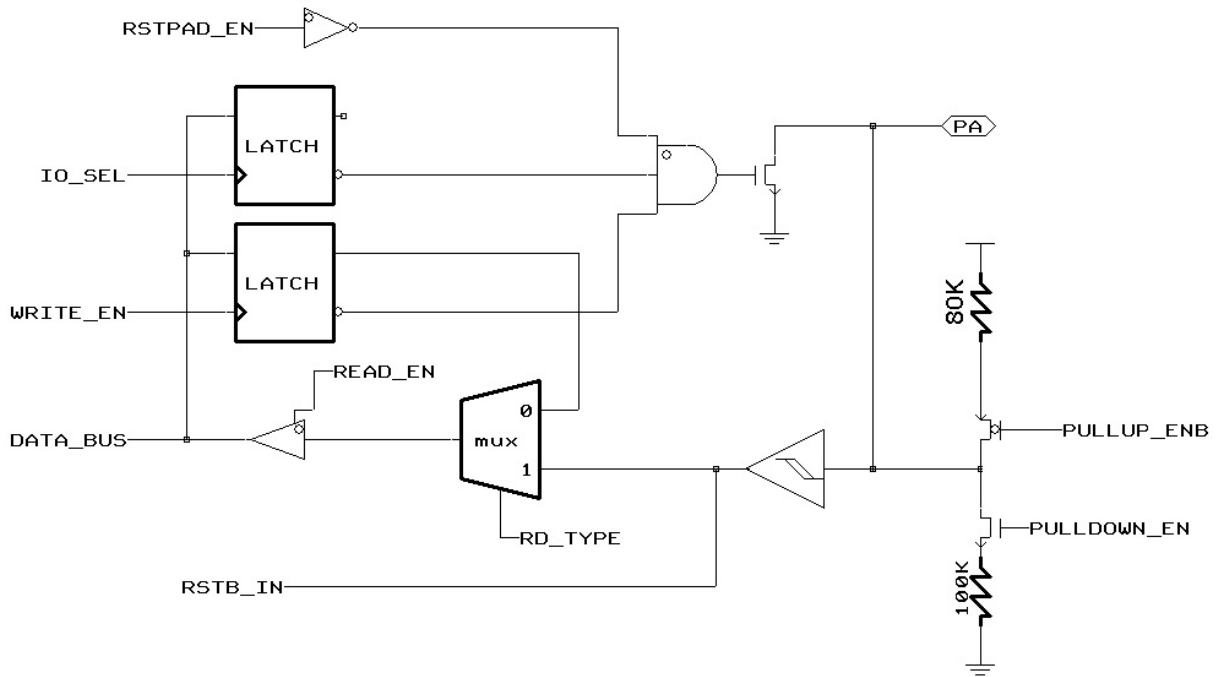 RSTPAD_EN
PA
LATCH
IO_SEL
LATCH
80K
WRITE_EN
READ_EN
0
PULLUP_ENB
DATA_BUS
mux
1
PULLDOWN_EN
RD_TYPE
100K
RSTB_IN